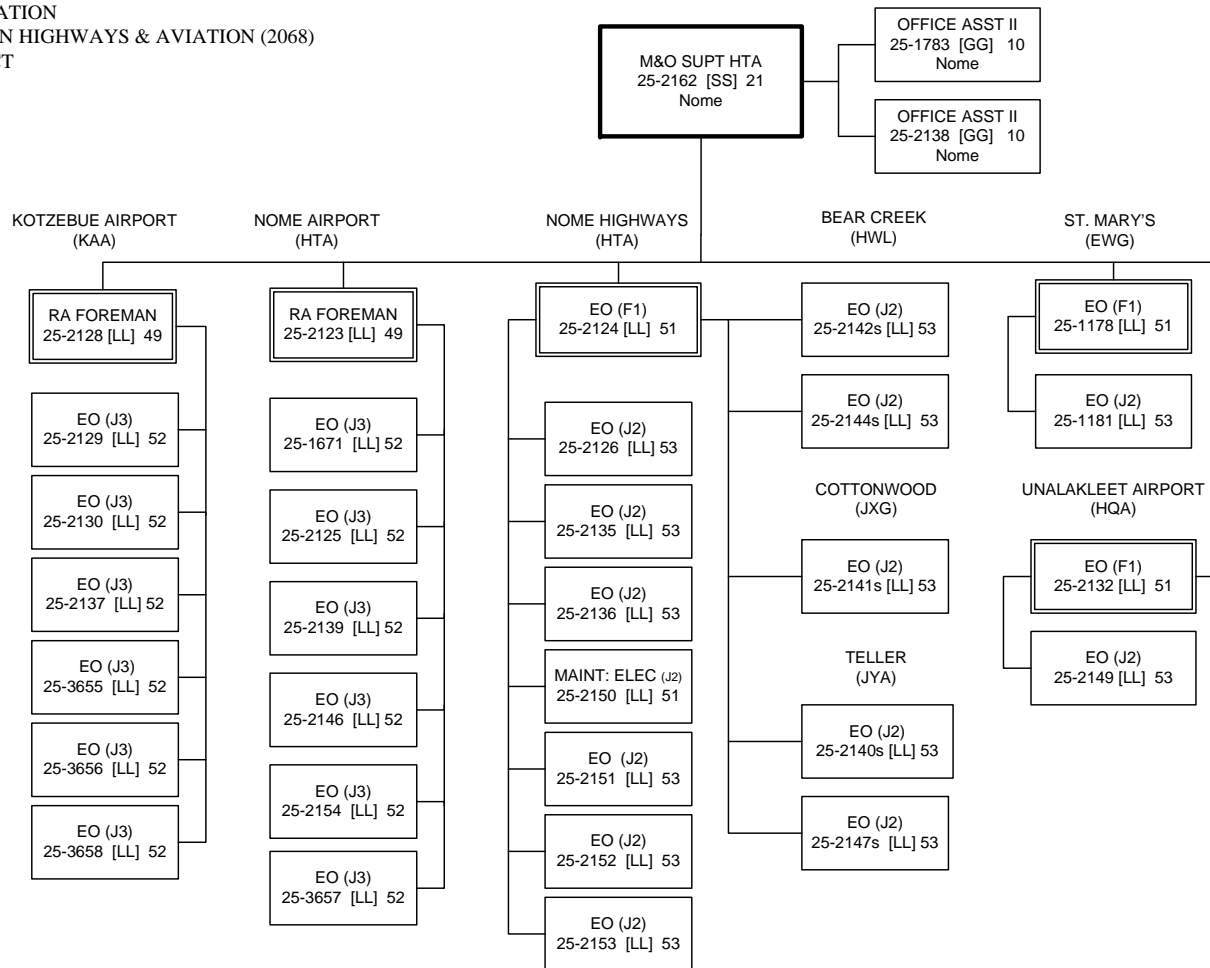 ATION
N HIGHWAYS & AVIATION (2068)
CT
M&O SUPT HTA
25-2162 [SS] 21
Nome
OFFICE ASST II
25-1783 [GG] 10
Nome
OFFICE ASST II
25-2138 [GG] 10
Nome
KOTZEBUE AIRPORT
(KAA)
RA FOREMAN
25-2128 [LL] 49
EO (J3)
25-2129 [LL] 52
EO (J3)
25-2130 [LL] 52
EO (J3)
25-2137 [LL] 52
EO (J3)
25-3655 [LL] 52
EO (J3)
25-3656 [LL] 52
EO (J3)
25-3658 [LL] 52
NOME AIRPORT
(HTA)
RA FOREMAN
25-2123 [LL] 49
EO (J3)
25-1671 [LL] 52
EO (J3)
25-2125 [LL] 52
EO (J3)
25-2139 [LL] 52
EO (J3)
25-2146 [LL] 52
EO (J3)
25-2154 [LL] 52
EO (J3)
25-3657 [LL] 52
NOME HIGHWAYS
(HTA)
EO (F1)
25-2124 [LL] 51
EO (J2)
25-2126 [LL] 53
EO (J2)
25-2135 [LL] 53
EO (J2)
25-2136 [LL] 53
MAINT: ELEC (J2)
25-2150 [LL] 51
EO (J2)
25-2151 [LL] 53
EO (J2)
25-2152 [LL] 53
EO (J2)
25-2153 [LL] 53
BEAR CREEK
(HWL)
EO (J2)
25-2142s [LL] 53
EO (J2)
25-2144s [LL] 53
COTTONWOOD
(JXG)
EO (J2)
25-2141s [LL] 53
TELLER
(JYA)
EO (J2)
25-2140s [LL] 53
EO (J2)
25-2147s [LL] 53
ST. MARY'S
(EWG)
EO (F1)
25-1178 [LL] 51
EO (J2)
25-1181 [LL] 53
UNALAKLEET AIRPORT
(HQA)
EO (F1)
25-2132 [LL] 51
EO (J2)
25-2149 [LL] 53